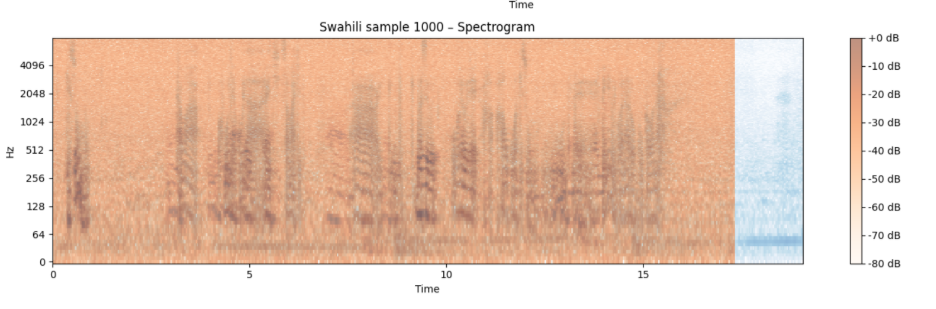 Time
Swahili sample 1000 – Spectrogram
Hz
4096
2048
1024
512
256
128
64
0
0 5 10 15
Time
+0 dB
-10 dB
-20 dB
-30 dB
-40 dB
-50 dB
-60 dB
-70 dB
-80 dB